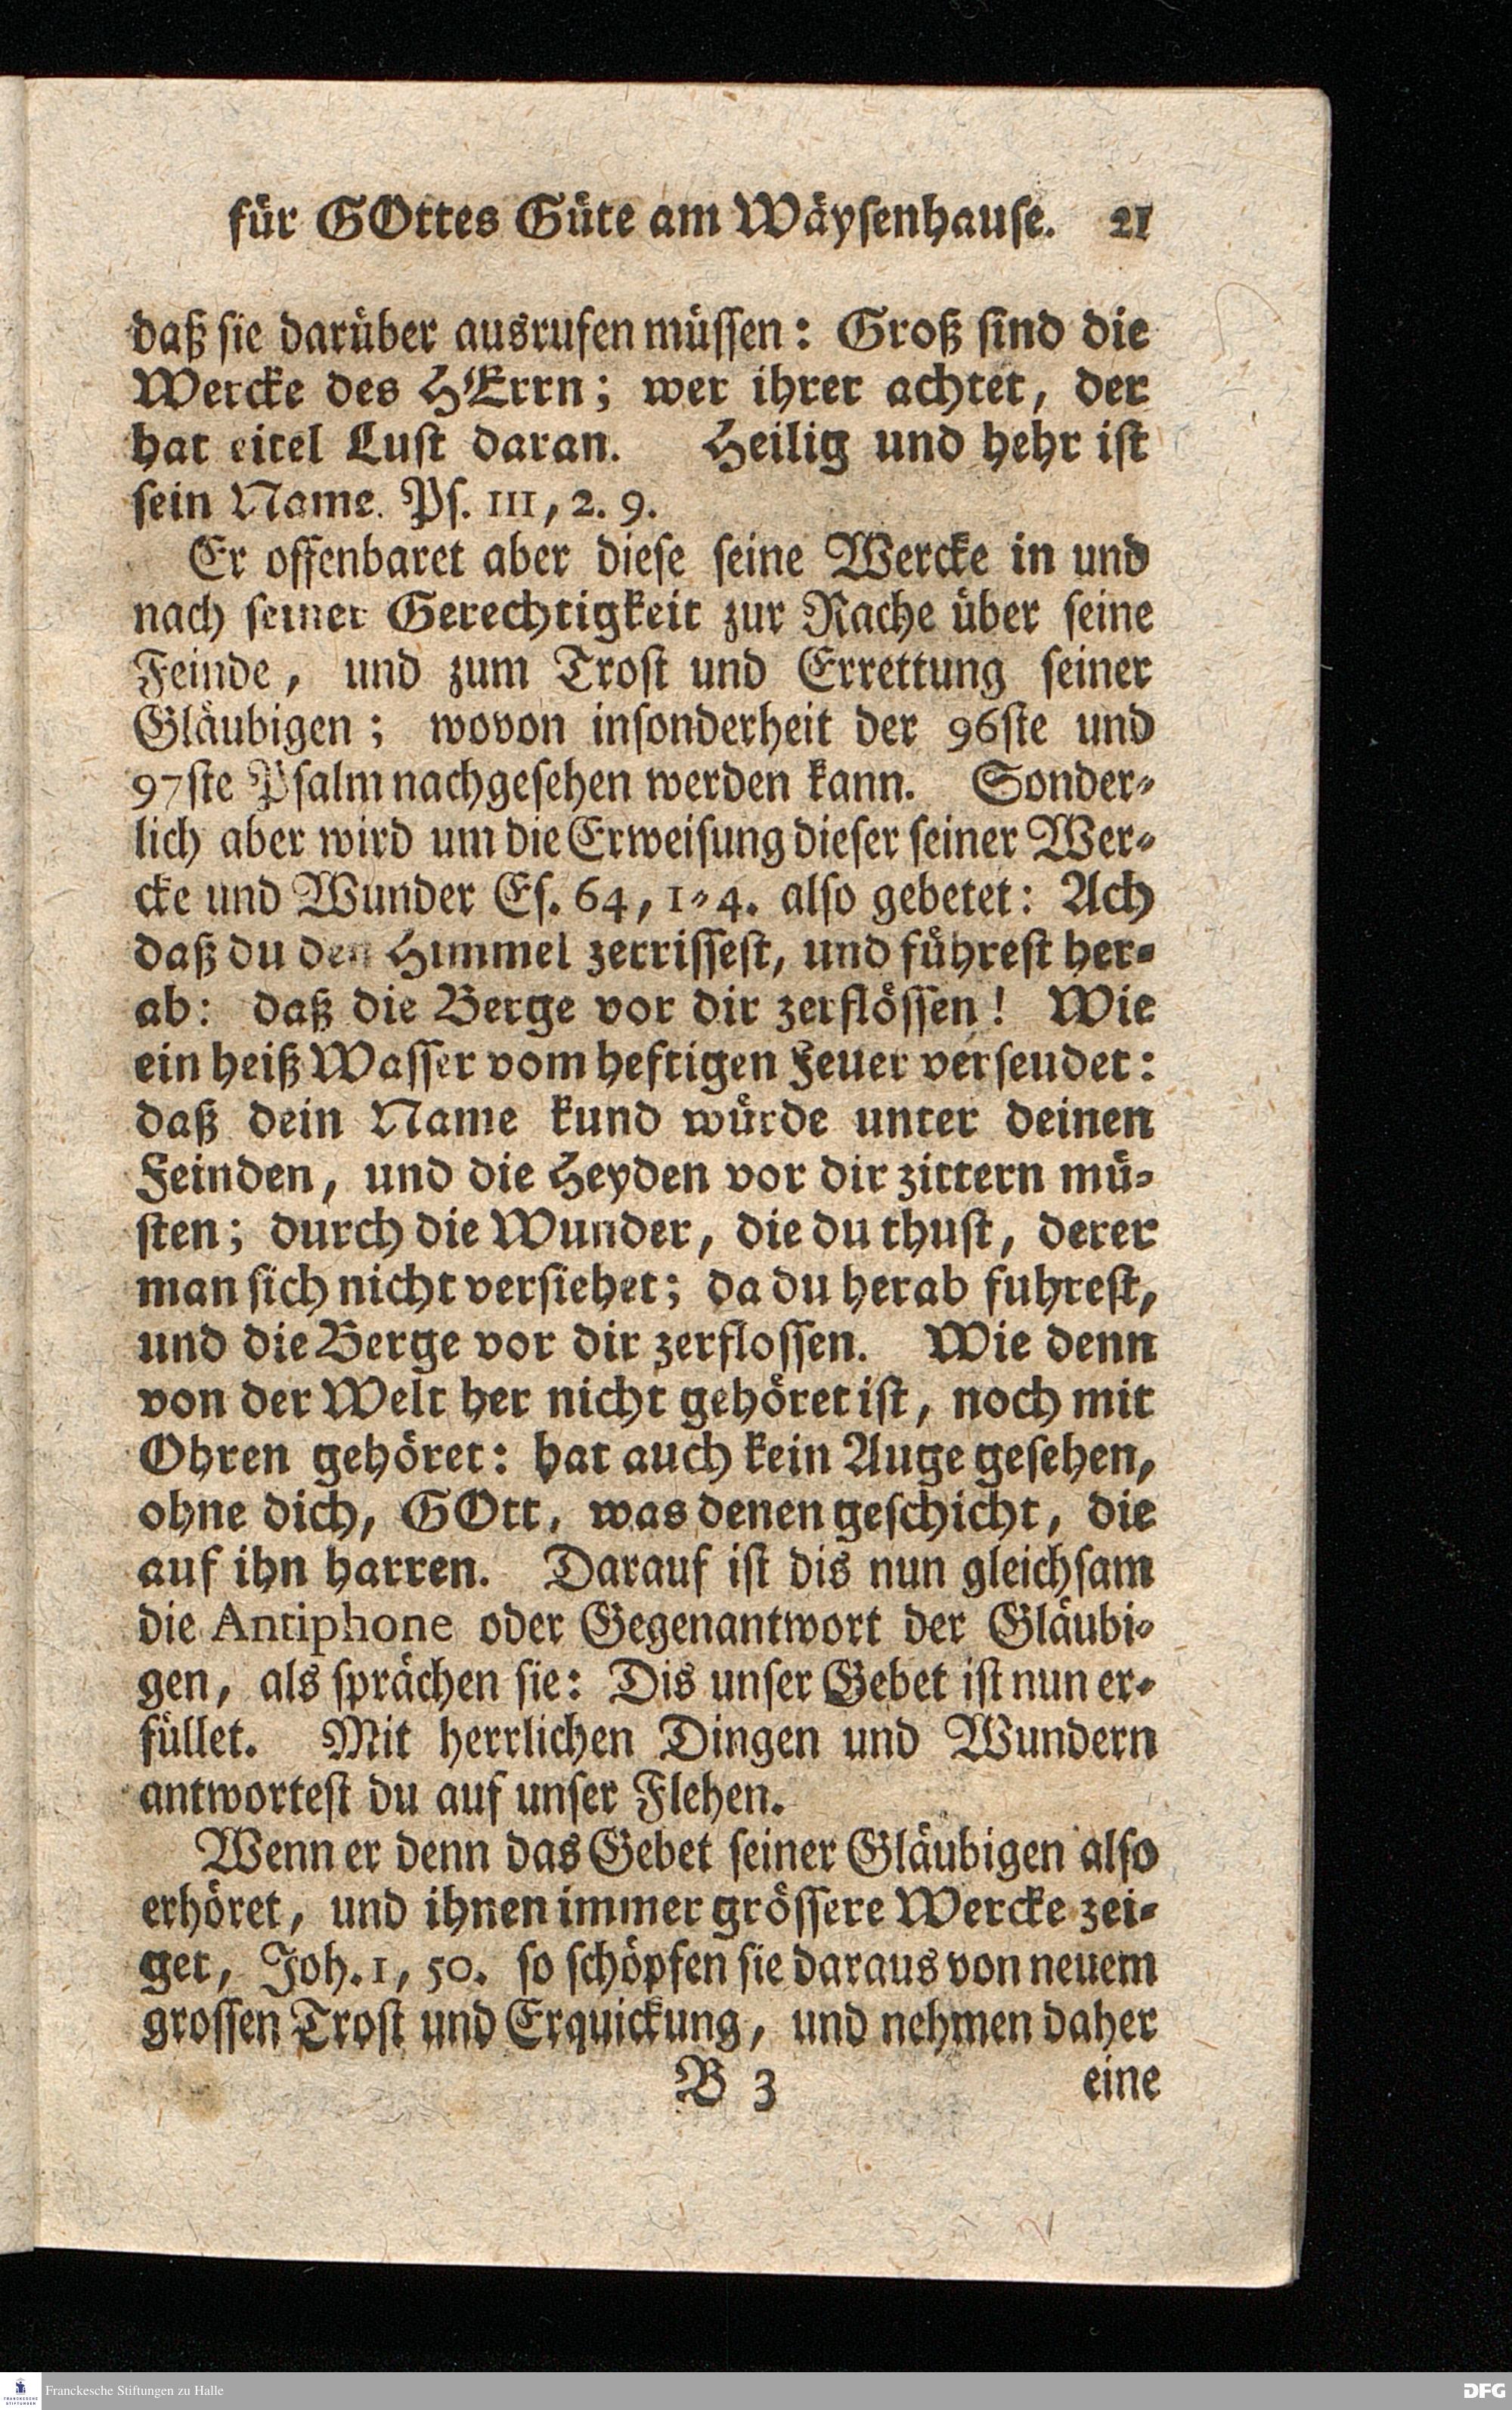 für GOttes Güte am Wäysenhause. 21
daß sie darüber ausrufen müssen: Groß sind die
Wercke des HErrn; wer ihrer achtet, der
hat eitel Lust daran. Heilig und hehr ist
sein Name. Ps. 111, 2. 9.
Er offenbaret aber diese seine Wercke in und
nach seiner Gerechtigkeit zur Rache über seine
Feinde, und zum Trost und Errettung seiner
Gläubigen; wovon insonderheit der 96ste und
97ste Psalm nachgesehen werden kann. Sonder-
lich aber wird um die Erweisung dieser seiner Wer-
cke und Wunder Es. 64, 1-4. also gebetet: Ach
daß du den Himmel zerrissest, und führest her-
ab: daß die Berge vor dir zerflössen! Wie
ein heiß Wasser vom heftigen Feuer verseudet:
daß dein Name kund würde unter deinen
Feinden, und die Heyden vor dir zittern mü-
sten; durch die Wunder, die du thust, derer
man sich nicht versiehet; da du herab fuhrest,
und die Berge vor dir zerflossen. Wie denn
von der Welt her nicht gehöret ist, noch mit
Ohren gehöret: hat auch kein Auge gesehen,
ohne dich, GOtt, was denen geschicht, die
auf ihn harren. Darauf ist dis nun gleichsam
die Antiphone oder Gegenantwort der Gläubi-
gen, als sprächen sie: Dis unser Gebet ist nun er-
füllet. Mit herrlichen Dingen und Wundern
antwortest du auf unser Flehen.
Wenn er denn das Gebet seiner Gläubigen also
erhöret, und ihnen immer grössere Wercke zei-
get, Joh. 1, 50. so schöpfen sie daraus von neuem
grossen Trost und Erquickung, und nehmen daher
B 3 eine
Franckesche Stiftungen zu Halle
DFG